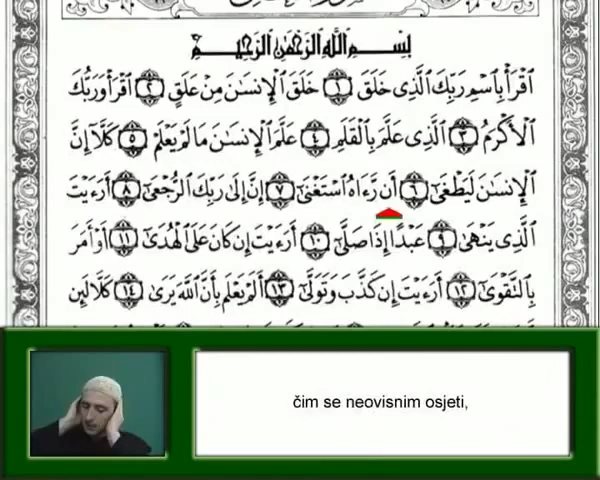 بِسْمِ ٱللَّهِ ٱلرَّحْمَٰنِ ٱلرَّحِيمِ
ٱقْرَأْ بِٱسْمِ رَبِّكَ ٱلَّذِى خَلَقَ ١ خَلَقَ ٱلْإِنسَٰنَ مِنْ عَلَقٍ ٢ ٱقْرَأْ وَرَبُّكَ
ٱلْأَكْرَمُ ٣ ٱلَّذِى عَلَّمَ بِٱلْقَلَمِ ٤ عَلَّمَ ٱلْإِنسَٰنَ مَا لَمْ يَعْلَمْ ٥ كَلَّآ إِنَّ
ٱلْإِنسَٰنَ لَيَطْغَىٰٓ ٦ أَن رَّءَاهُ ٱسْتَغْنَىٰٓ ٧ إِنَّ إِلَىٰ رَبِّكَ ٱلرُّجْعَىٰٓ ٨ أَرَءَيْتَ
ٱلَّذِى يَنْهَىٰ ٩ عَبْدًا إِذَا صَلَّىٰٓ ١٠ أَرَءَيْتَ إِن كَانَ عَلَى ٱلْهُدَىٰٓ ١١ أَوْ أَمَرَ
بِٱلتَّقْوَىٰٓ ١٢ أَرَءَيْتَ إِن كَذَّبَ وَتَوَلَّىٰٓ ١٣ أَلَمْ يَعْلَم بِأَنَّ ٱللَّهَ يَرَىٰ ١٤ كَلَّا لَئِن
čim se neovisnim osjeti,